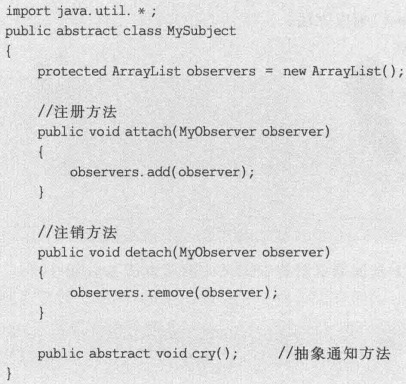 import java.util. * ;
public abstract class MySubject
{
protected ArrayList observers = new ArrayList();
//注册方法
public void attach(MyObserver observer)
{
observers.add(observer);
}
//注销方法
public void detach(MyObserver observer)
{
observers.remove(observer);
}
public abstract void cry(); //抽象通知方法
}